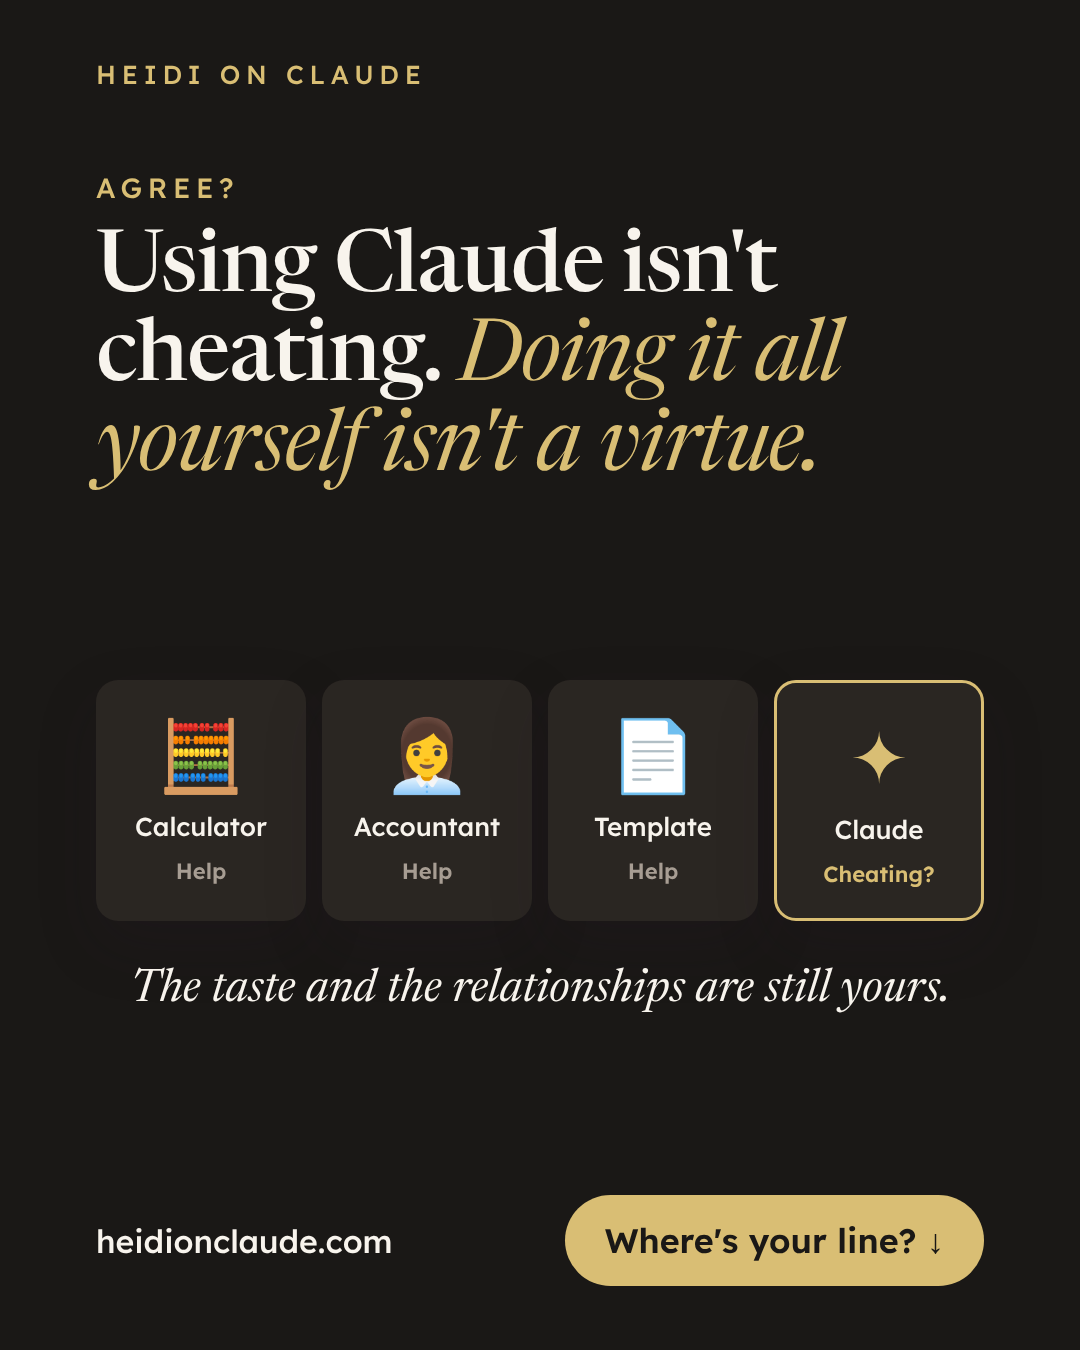 HEIDI ON CLAUDE
AGREE?
Using Claude isn't
cheating. Doing it all
yourself isn't a virtue.
Calculator
Help
Accountant
Help
Template
Help
Claude
Cheating?
The taste and the relationships are still yours.
heidionclaude.com
Where's your line? ↓